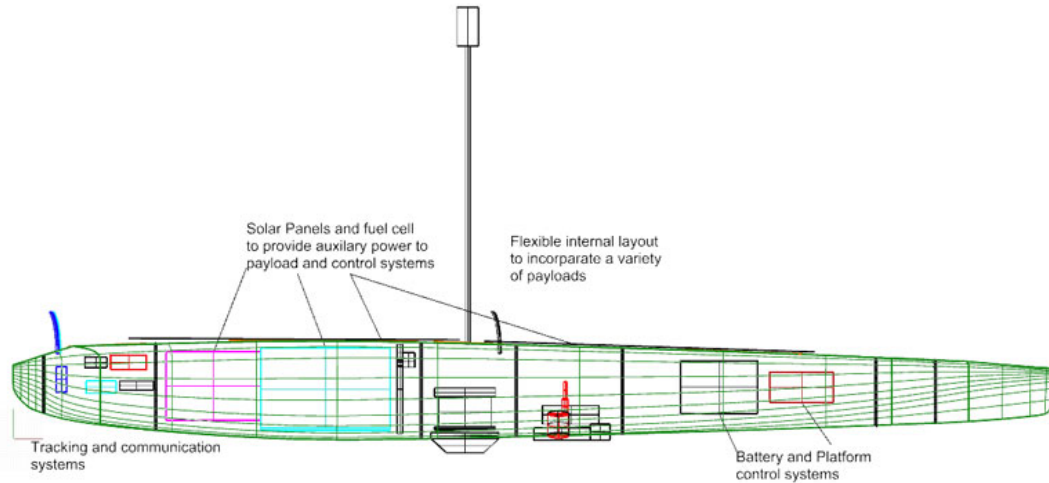 Solar Panels and fuel cell
to provide auxilary power to
payload and control systems
Flexible internal layout
to incorparate a variety
of payloads
Tracking and communication
systems
Battery and Platform
control systems